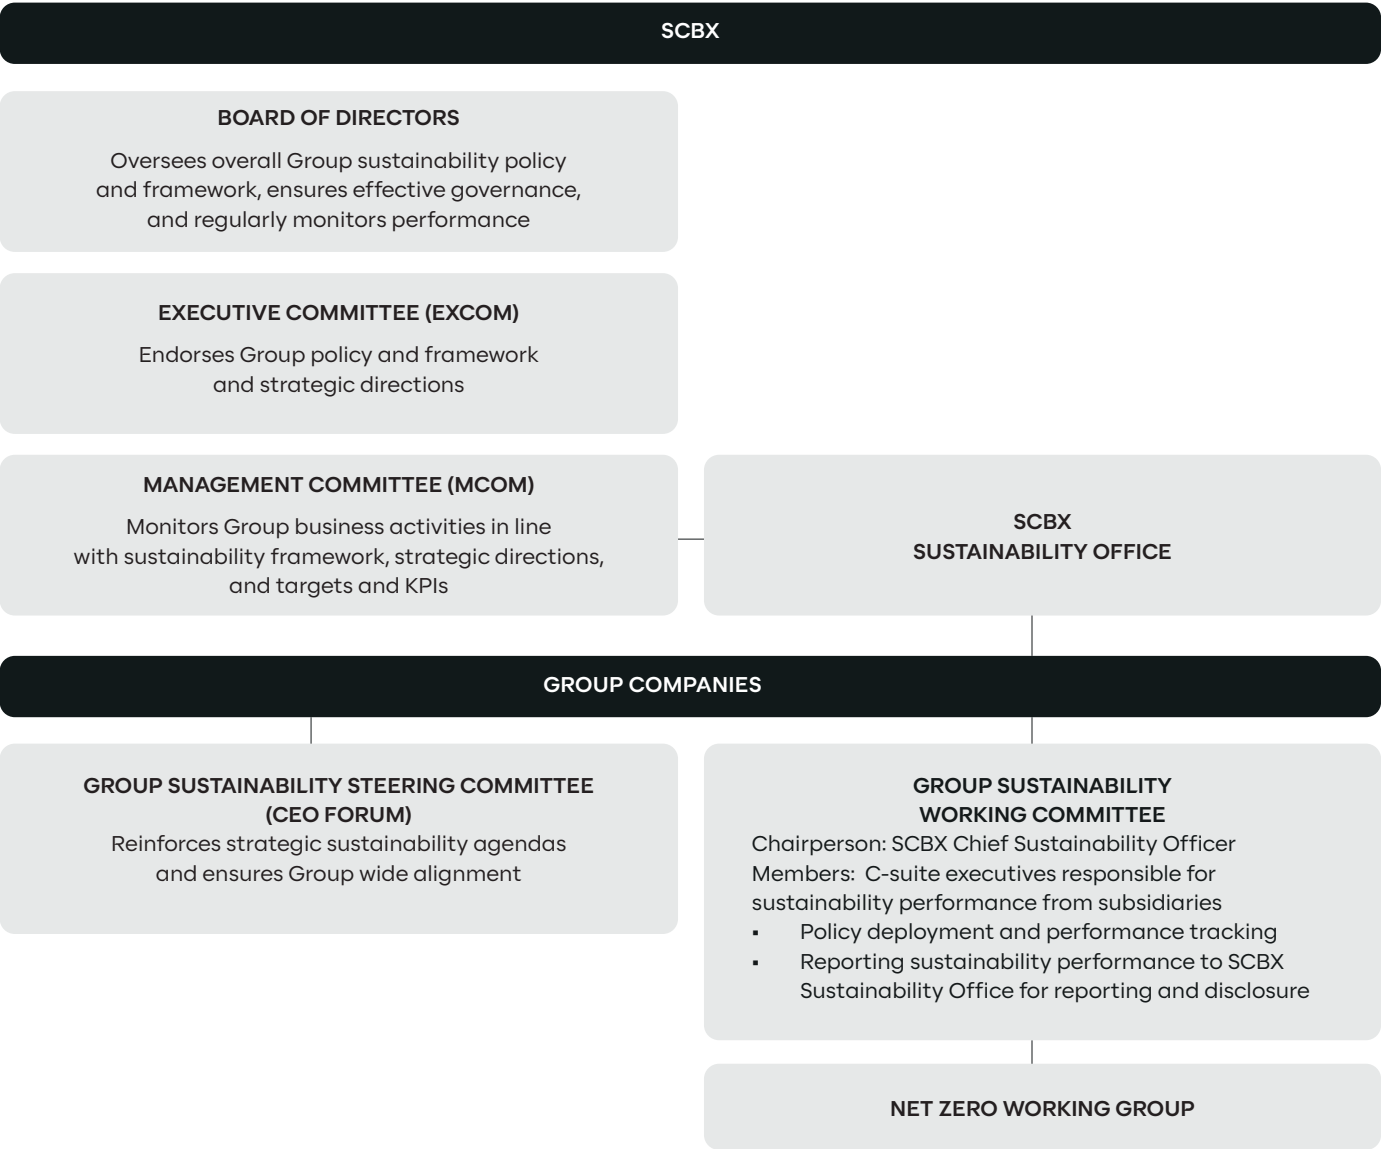 SCBX
BOARD OF DIRECTORS
Oversees overall Group sustainability policy
and framework, ensures effective governance,
and regularly monitors performance
EXECUTIVE COMMITTEE (EXCOM)
Endorses Group policy and framework
and strategic directions
MANAGEMENT COMMITTEE (MCOM)
Monitors Group business activities in line
with sustainability framework, strategic directions,
and targets and KPIs
SCBX
SUSTAINABILITY OFFICE
GROUP COMPANIES
GROUP SUSTAINABILITY STEERING COMMITTEE
(CEO FORUM)
Reinforces strategic sustainability agendas
and ensures Group wide alignment
GROUP SUSTAINABILITY
WORKING COMMITTEE
Chairperson: SCBX Chief Sustainability Officer
Members:  C-suite executives responsible for
sustainability performance from subsidiaries
▪ Policy deployment and performance tracking
▪ Reporting sustainability performance to SCBX
Sustainability Office for reporting and disclosure
NET ZERO WORKING GROUP